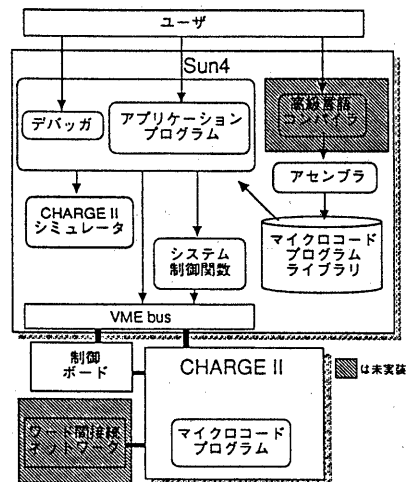 ユーザ
Sun4
デバッガ
アプリケーション
プログラム
高級言語
コンパイラ
アセンブラ
CHARGE II
シミュレータ
システム
制御関数
マイクロコード
プログラム
ライブラリ
VME bus
制御
ボード
CHARGE II
は未実装
ワード間接続
ネットワーク
マイクロコード
プログラム